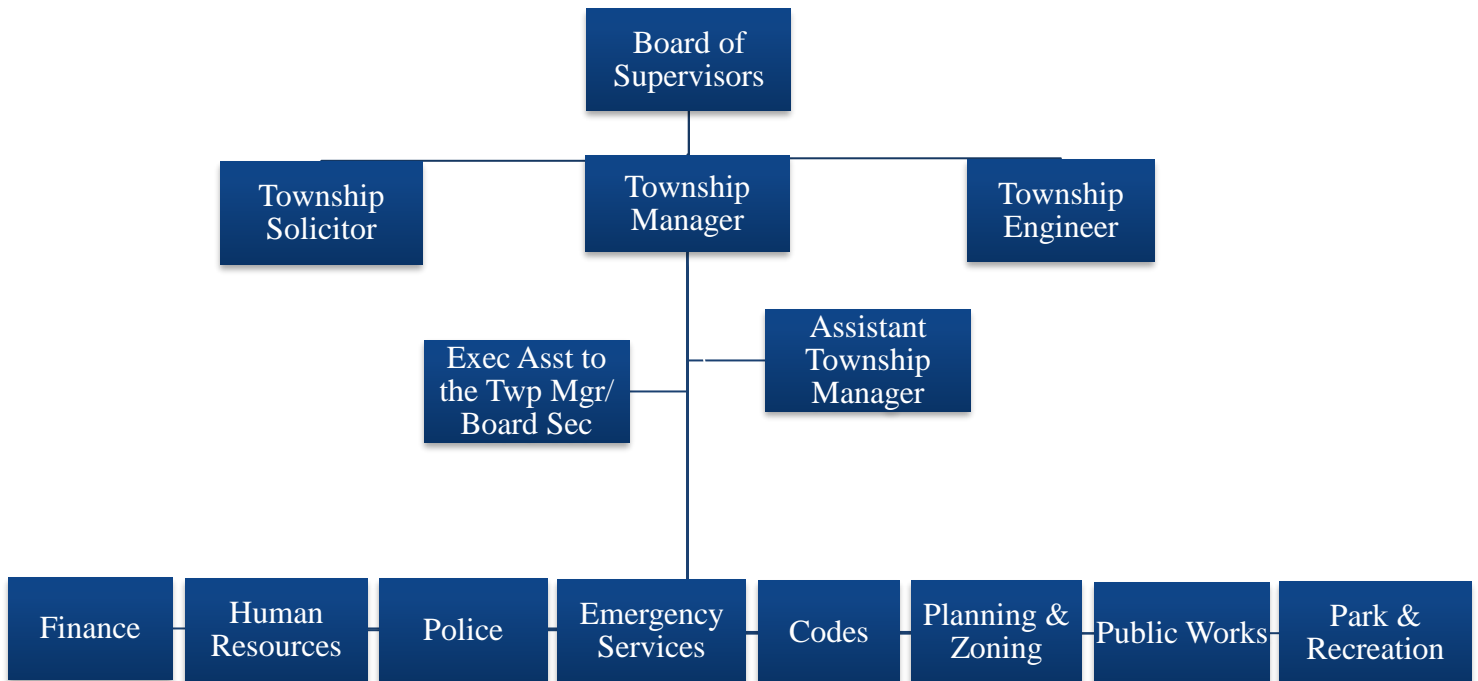 Board of
Supervisors
Township
Solicitor
Township
Manager
Township
Engineer
Exec Asst to
the Twp Mgr/
Board Sec
Assistant
Township
Manager
Finance
Human
Resources
Police
Emergency
Services
Codes
Planning &
Zoning
Public Works
Park &
Recreation